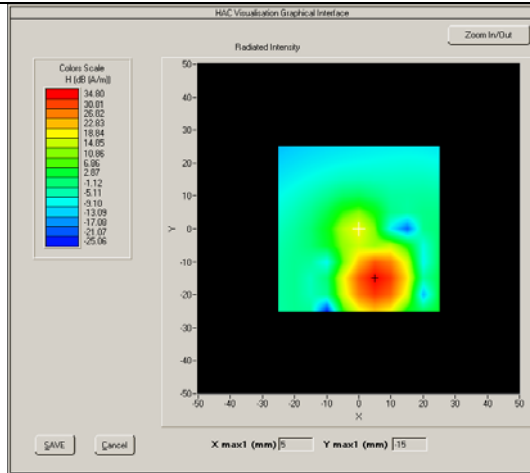 HAC Visualisation Graphical Interface
Zoom In/Out
Radiated Intensity
Colors Scale
H (dB (A/m))
34.80
30.81
26.82
22.83
18.84
14.85
10.86
6.86
2.87
-1.12
-5.11
-9.10
-13.09
-17.08
-21.07
-25.06
50
40
30
20
10
0
-10
-20
-30
-40
-50
Y
-50 -40 -30 -20 -10 0 10 20 30 40 50
X
SAVE
Cancel
X max1 (mm) 5
Y max1 (mm) -15